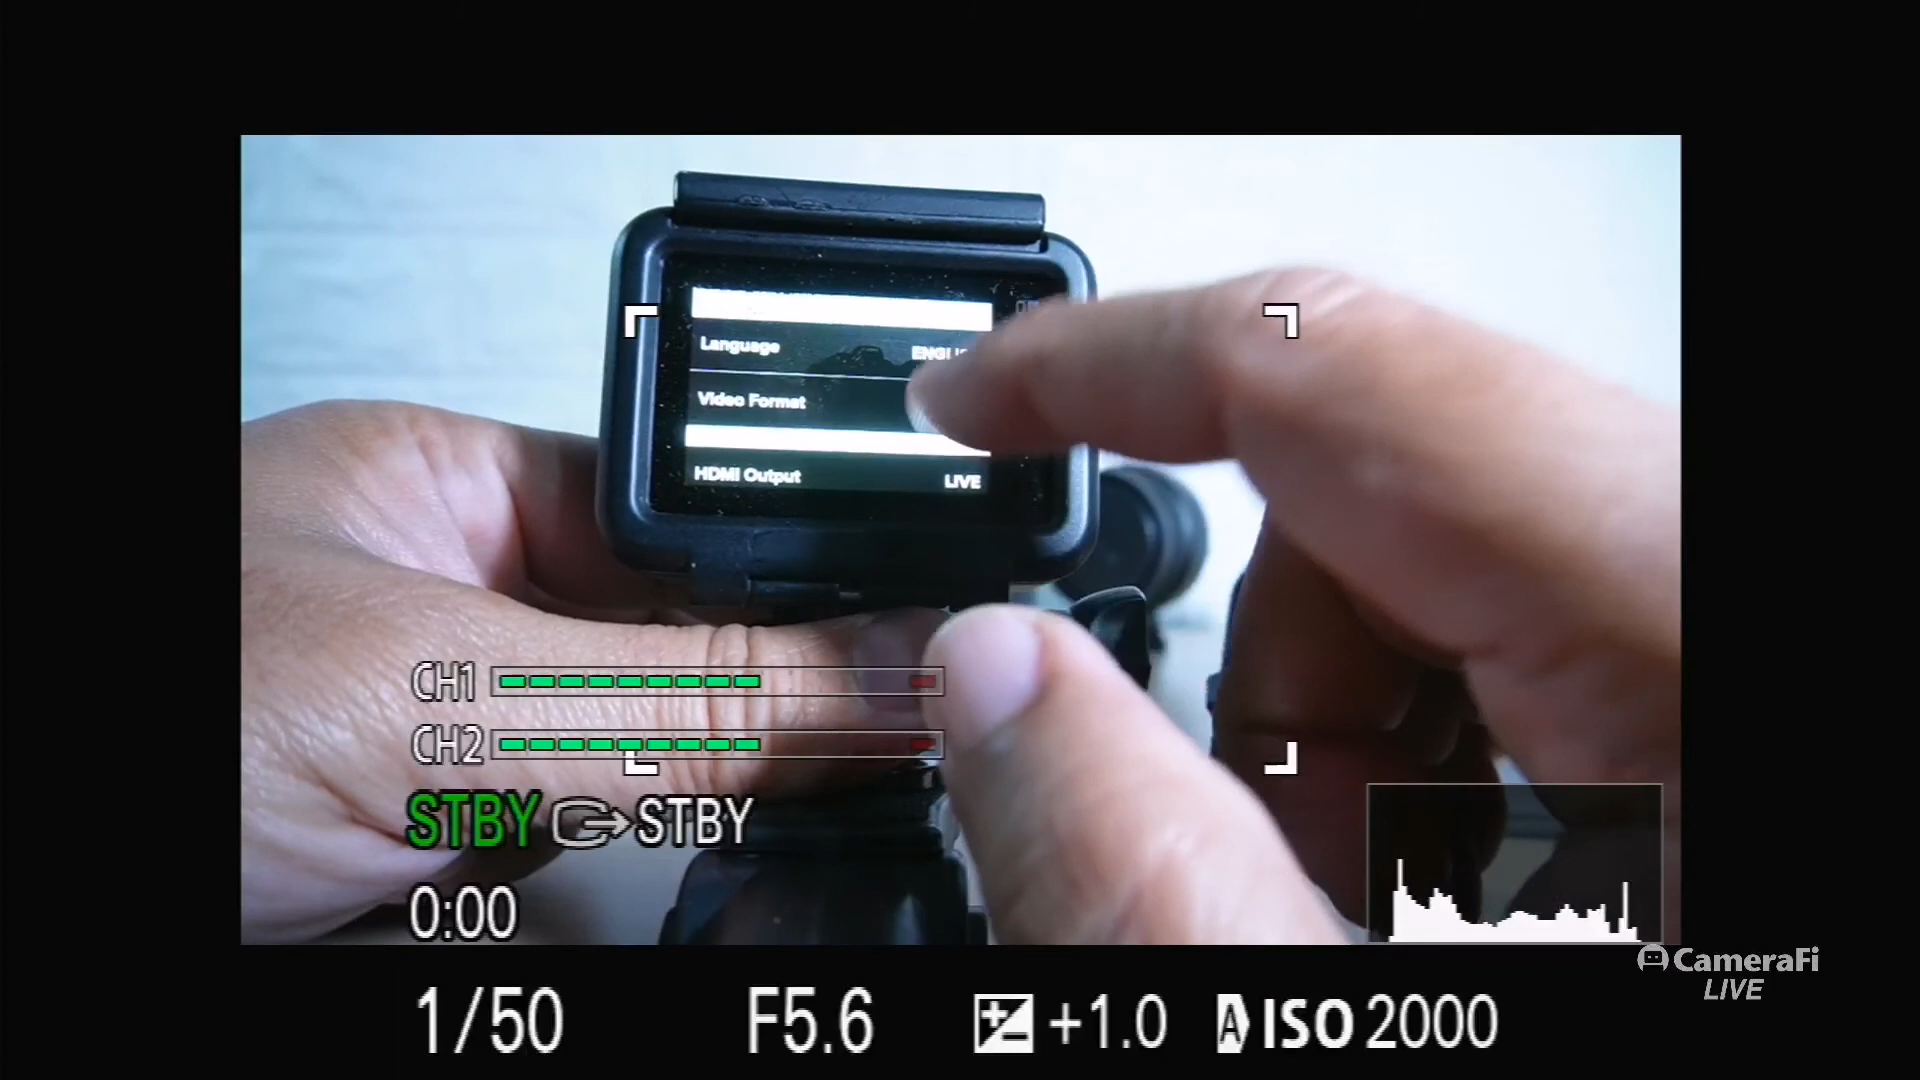 Language
Video Format
HDMI Output LIVE
CH1
CH2
STBY STBY
0:00
CameraFi
LIVE
1/50 F5.6 +1.0 A ISO 2000